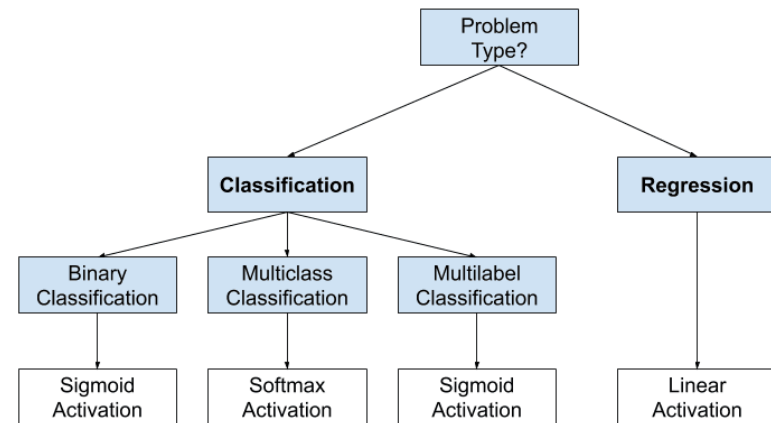 Problem
Type?
Classification
Regression
Binary
Classification
Multiclass
Classification
Multilabel
Classification
Sigmoid
Activation
Softmax
Activation
Sigmoid
Activation
Linear
Activation